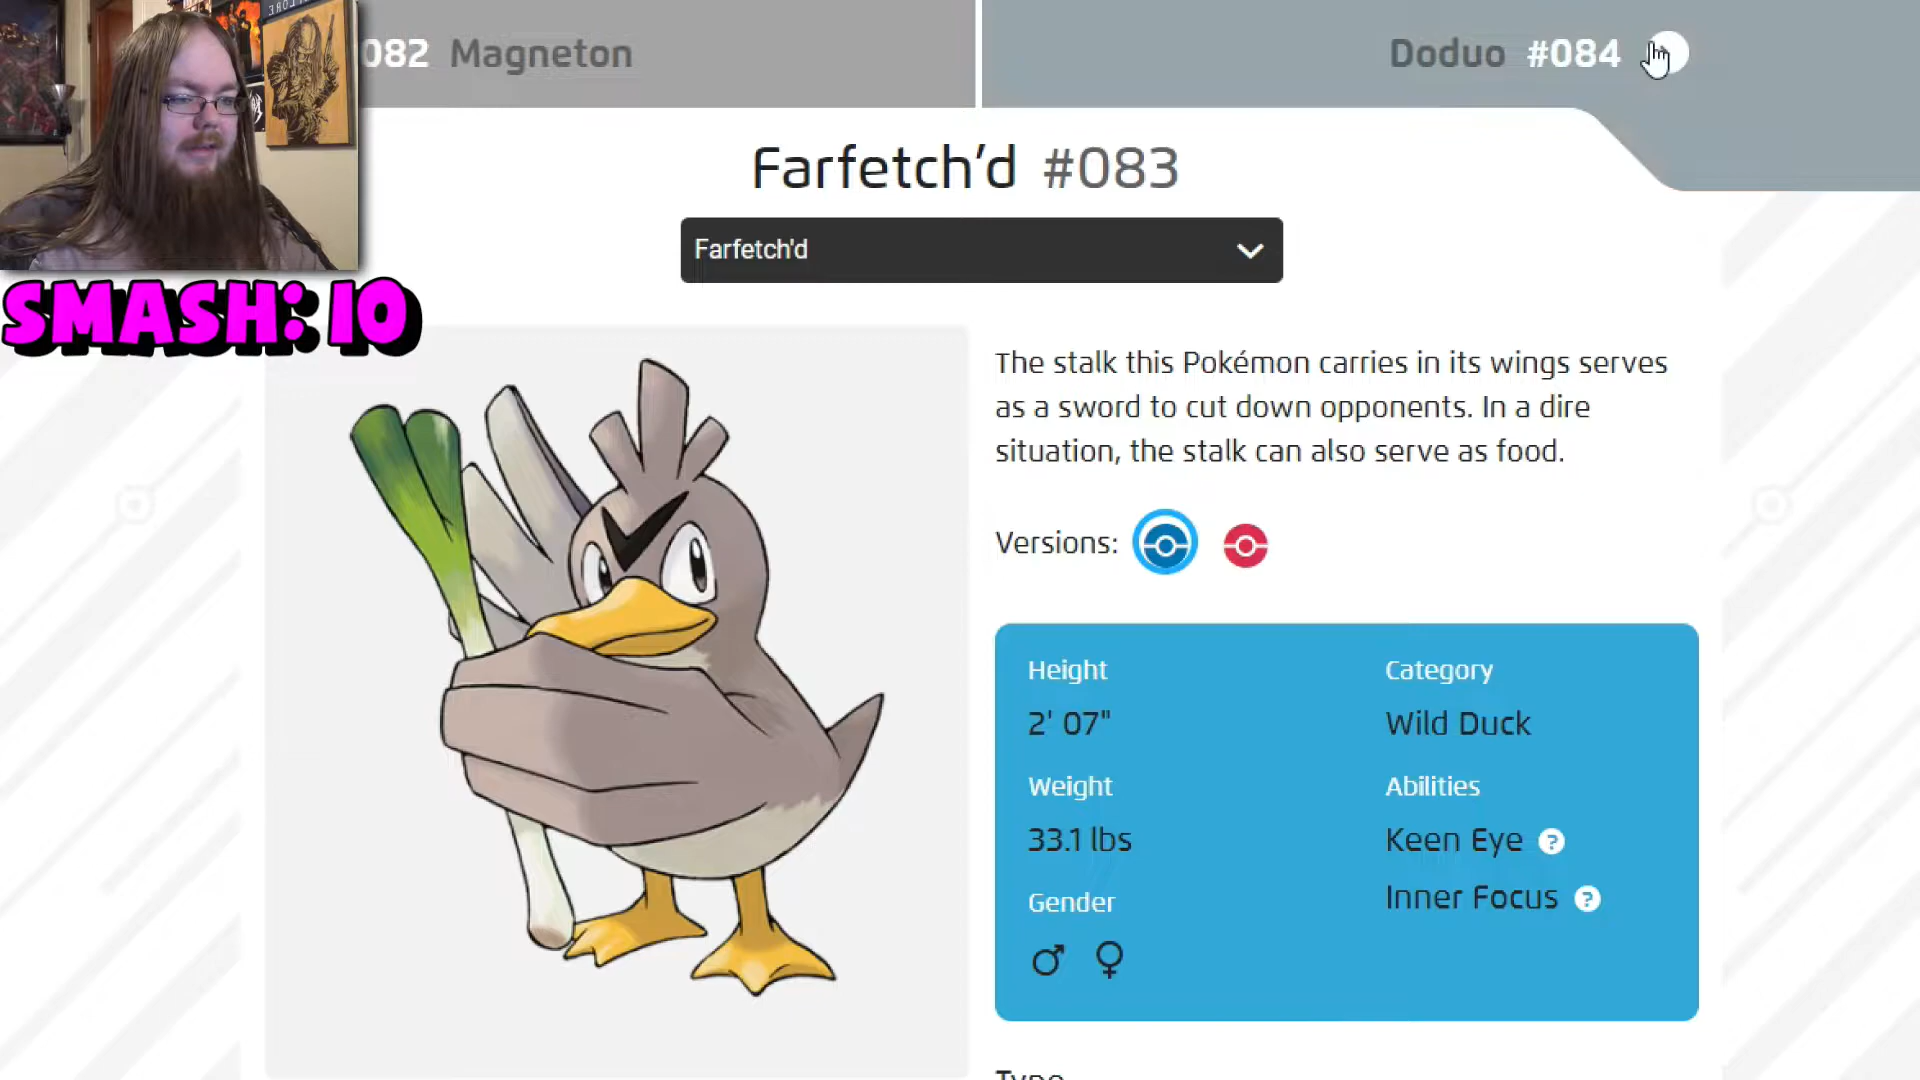 082 Magneton
Doduo #084
Farfetch’d #083
Farfetch'd
SMASH: 10
The stalk this Pokémon carries in its wings serves
as a sword to cut down opponents. In a dire
situation, the stalk can also serve as food.
Versions:
Height
2' 07"
Weight
33.1 lbs
Gender
Category
Wild Duck
Abilities
Keen Eye ?
Inner Focus ?
Type